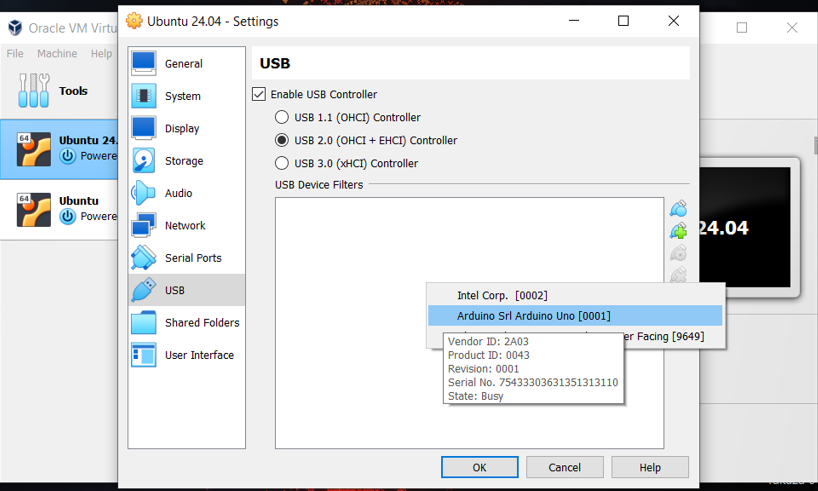 Oracle VM Virtu
File Machine Help
Tools
64
Ubuntu 24.
Powere
64
Ubuntu
Powere
Ubuntu 24.04 - Settings
General
System
Display
Storage
Audio
Network
Serial Ports
USB
Shared Folders
User Interface
USB
Enable USB Controller
USB 1.1 (OHCI) Controller
USB 2.0 (OHCI + EHCI) Controller
USB 3.0 (xHCI) Controller
USB Device Filters
Intel Corp. [0002]
Arduino Srl Arduino Uno [0001]
er Facing [9649]
Vendor ID: 2A03
Product ID: 0043
Revision: 0001
Serial No. 75433303631351313110
State: Busy
OK Cancel Help
24.04